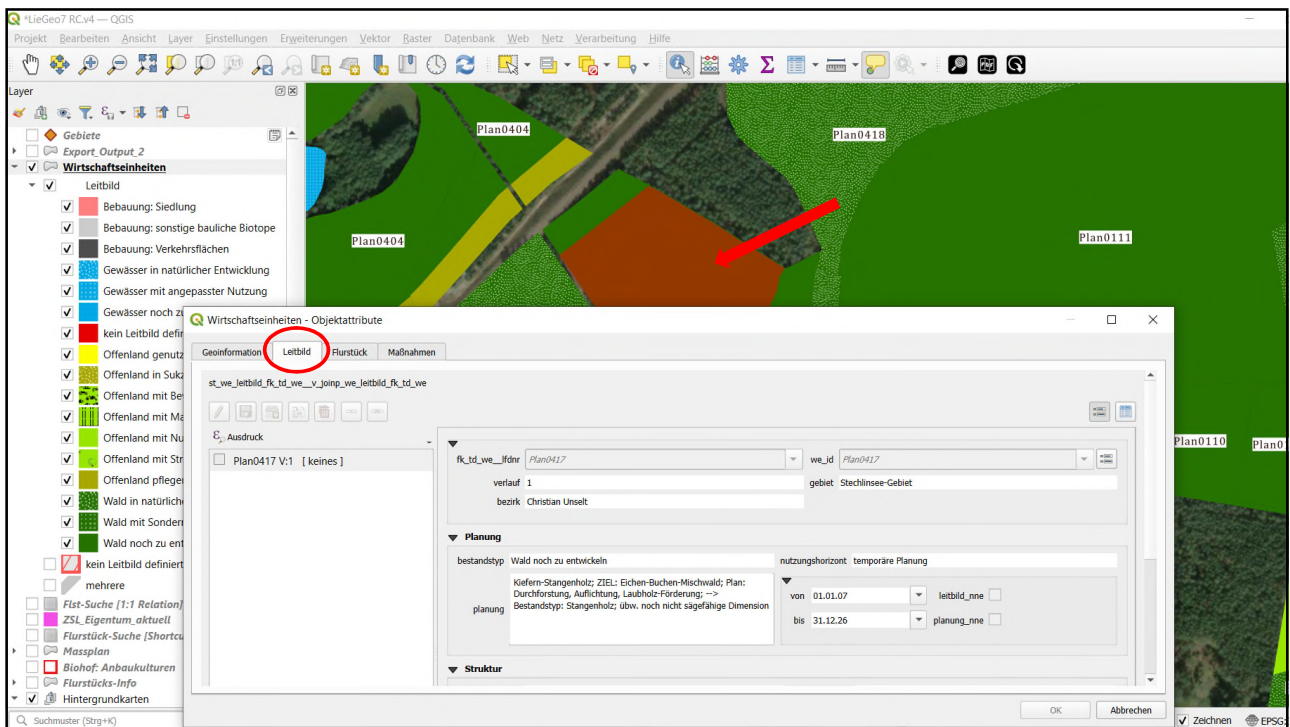 *LieGeo7 RC.v4 — QGIS
Projekt Bearbeiten Ansicht Layer Einstellungen Erweiterungen Vektor Raster Datenbank Web Netz Verarbeitung Hilfe
Layer
Gebiete
Export_Output_2
Wirtschaftseinheiten
Leitbild
Bebauung: Siedlung
Bebauung: sonstige bauliche Biotope
Bebauung: Verkehrsflächen
Gewässer in natürlicher Entwicklung
Gewässer mit angepasster Nutzung
Gewässer noch zu
kein Leitbild defin
Offenland genutz
Offenland in Sukz
Offenland mit Be
Offenland mit Ma
Offenland mit Nu
Offenland mit Str
Offenland pflege
Wald in natürlich
Wald mit Sonder
Wald noch zu ent
kein Leitbild definiert
mehrere
Flst-Suche [1:1 Relation]
ZSL_Eigentum_aktuell
Flurstück-Suche [Shortcu
Massplan
Biohof: Anbaukulturen
Flurstücks-Info
Hintergrundkarten
Suchmuster (Strg+K)
Plan0404
Plan0418
Plan0404
Plan0111
Plan0110
Plan0
Wirtschaftseinheiten - Objektattribute
Geoinformation Leitbild Flurstück Maßnahmen
st_we_leitbild_fk_td_we__v_joinp_we_leitbild_fk_td_we
Ausdruck
Plan0417 V:1 [ keines ]
fk_td_we__lfdnr Plan0417 we_id Plan0417
verlauf 1 gebiet Stechlinsee-Gebiet
bezirk Christian Unselt
Planung
bestandstyp Wald noch zu entwickeln nutzungshorizont temporäre Planung
planung Kiefern-Stangenholz; ZIEL: Eichen-Buchen-Mischwald; Plan:
Durchforstung, Auflichtung, Laubholz-Förderung; -->
Bestandstyp: Stangenholz; übw. noch nicht sägefähige Dimension
von 01.01.07 leitbild_nne
bis 31.12.26 planung_nne
Struktur
OK Abbrechen
Zeichnen EPSG: